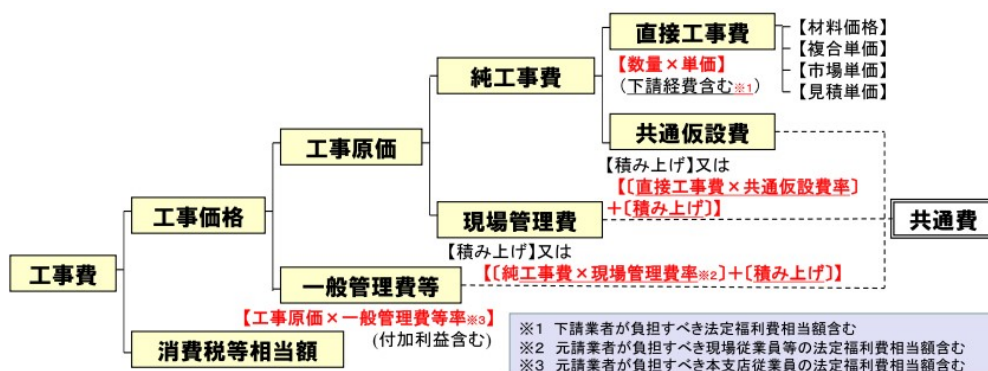 直接工事費
【数量×単価】
(下請経費含む※1)
【材料価格】
【複合単価】
【市場単価】
【見積単価】
純工事費
共通仮設費
【積み上げ】又は
【〔直接工事費×共通仮設費率〕
+〔積み上げ〕】
工事原価
現場管理費
【積み上げ】又は
【〔純工事費×現場管理費率※2〕+〔積み上げ〕】
共通費
工事価格
工事費
一般管理費等
【工事原価×一般管理費等率※3】
(付加利益含む)
消費税等相当額
※1 下請業者が負担すべき法定福利費相当額含む
※2 元請業者が負担すべき現場従業員等の法定福利費相当額含む
※3 元請業者が負担すべき本支店従業員の法定福利費相当額含む